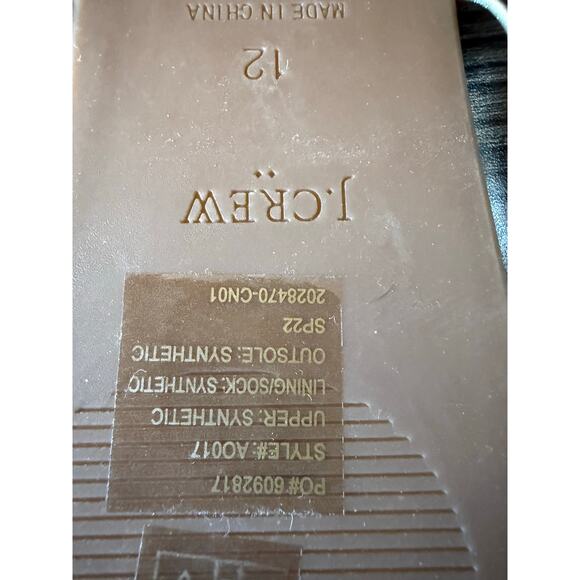 PO# 6092817
STYLE#: AO017
UPPER: SYNTHETIC
LINING/SOCK: SYNTHETIC
OUTSOLE: SYNTHETIC
SP22
2028470-CN01
J.CREW
12
MADE IN CHINA